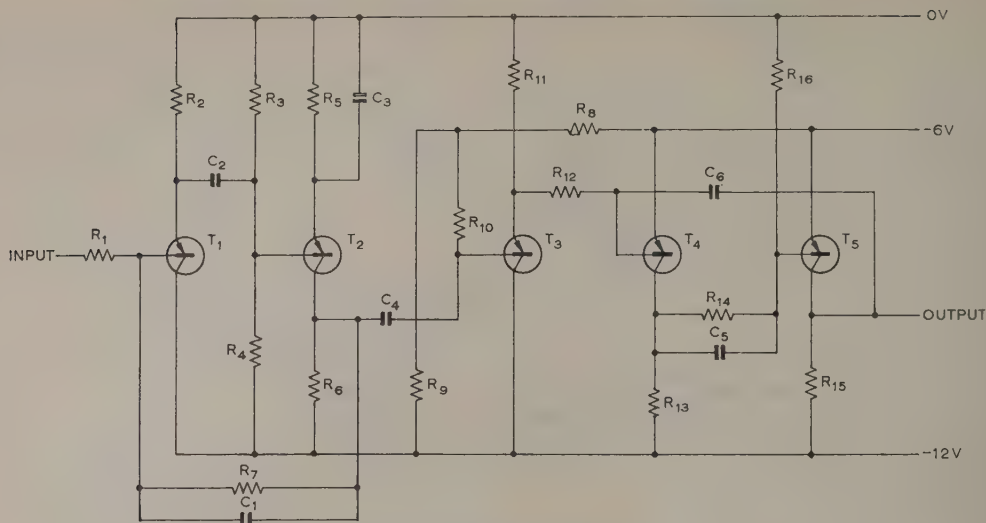 0V
R16
R11
R2
R3
R5
C3
R8
-6V
C2
R12
C6
R10
INPUT
R1
T1
T2
T3
T4
T5
C4
R14
OUTPUT
C5
R4
R6
R9
R13
R15
-12V
R7
C1